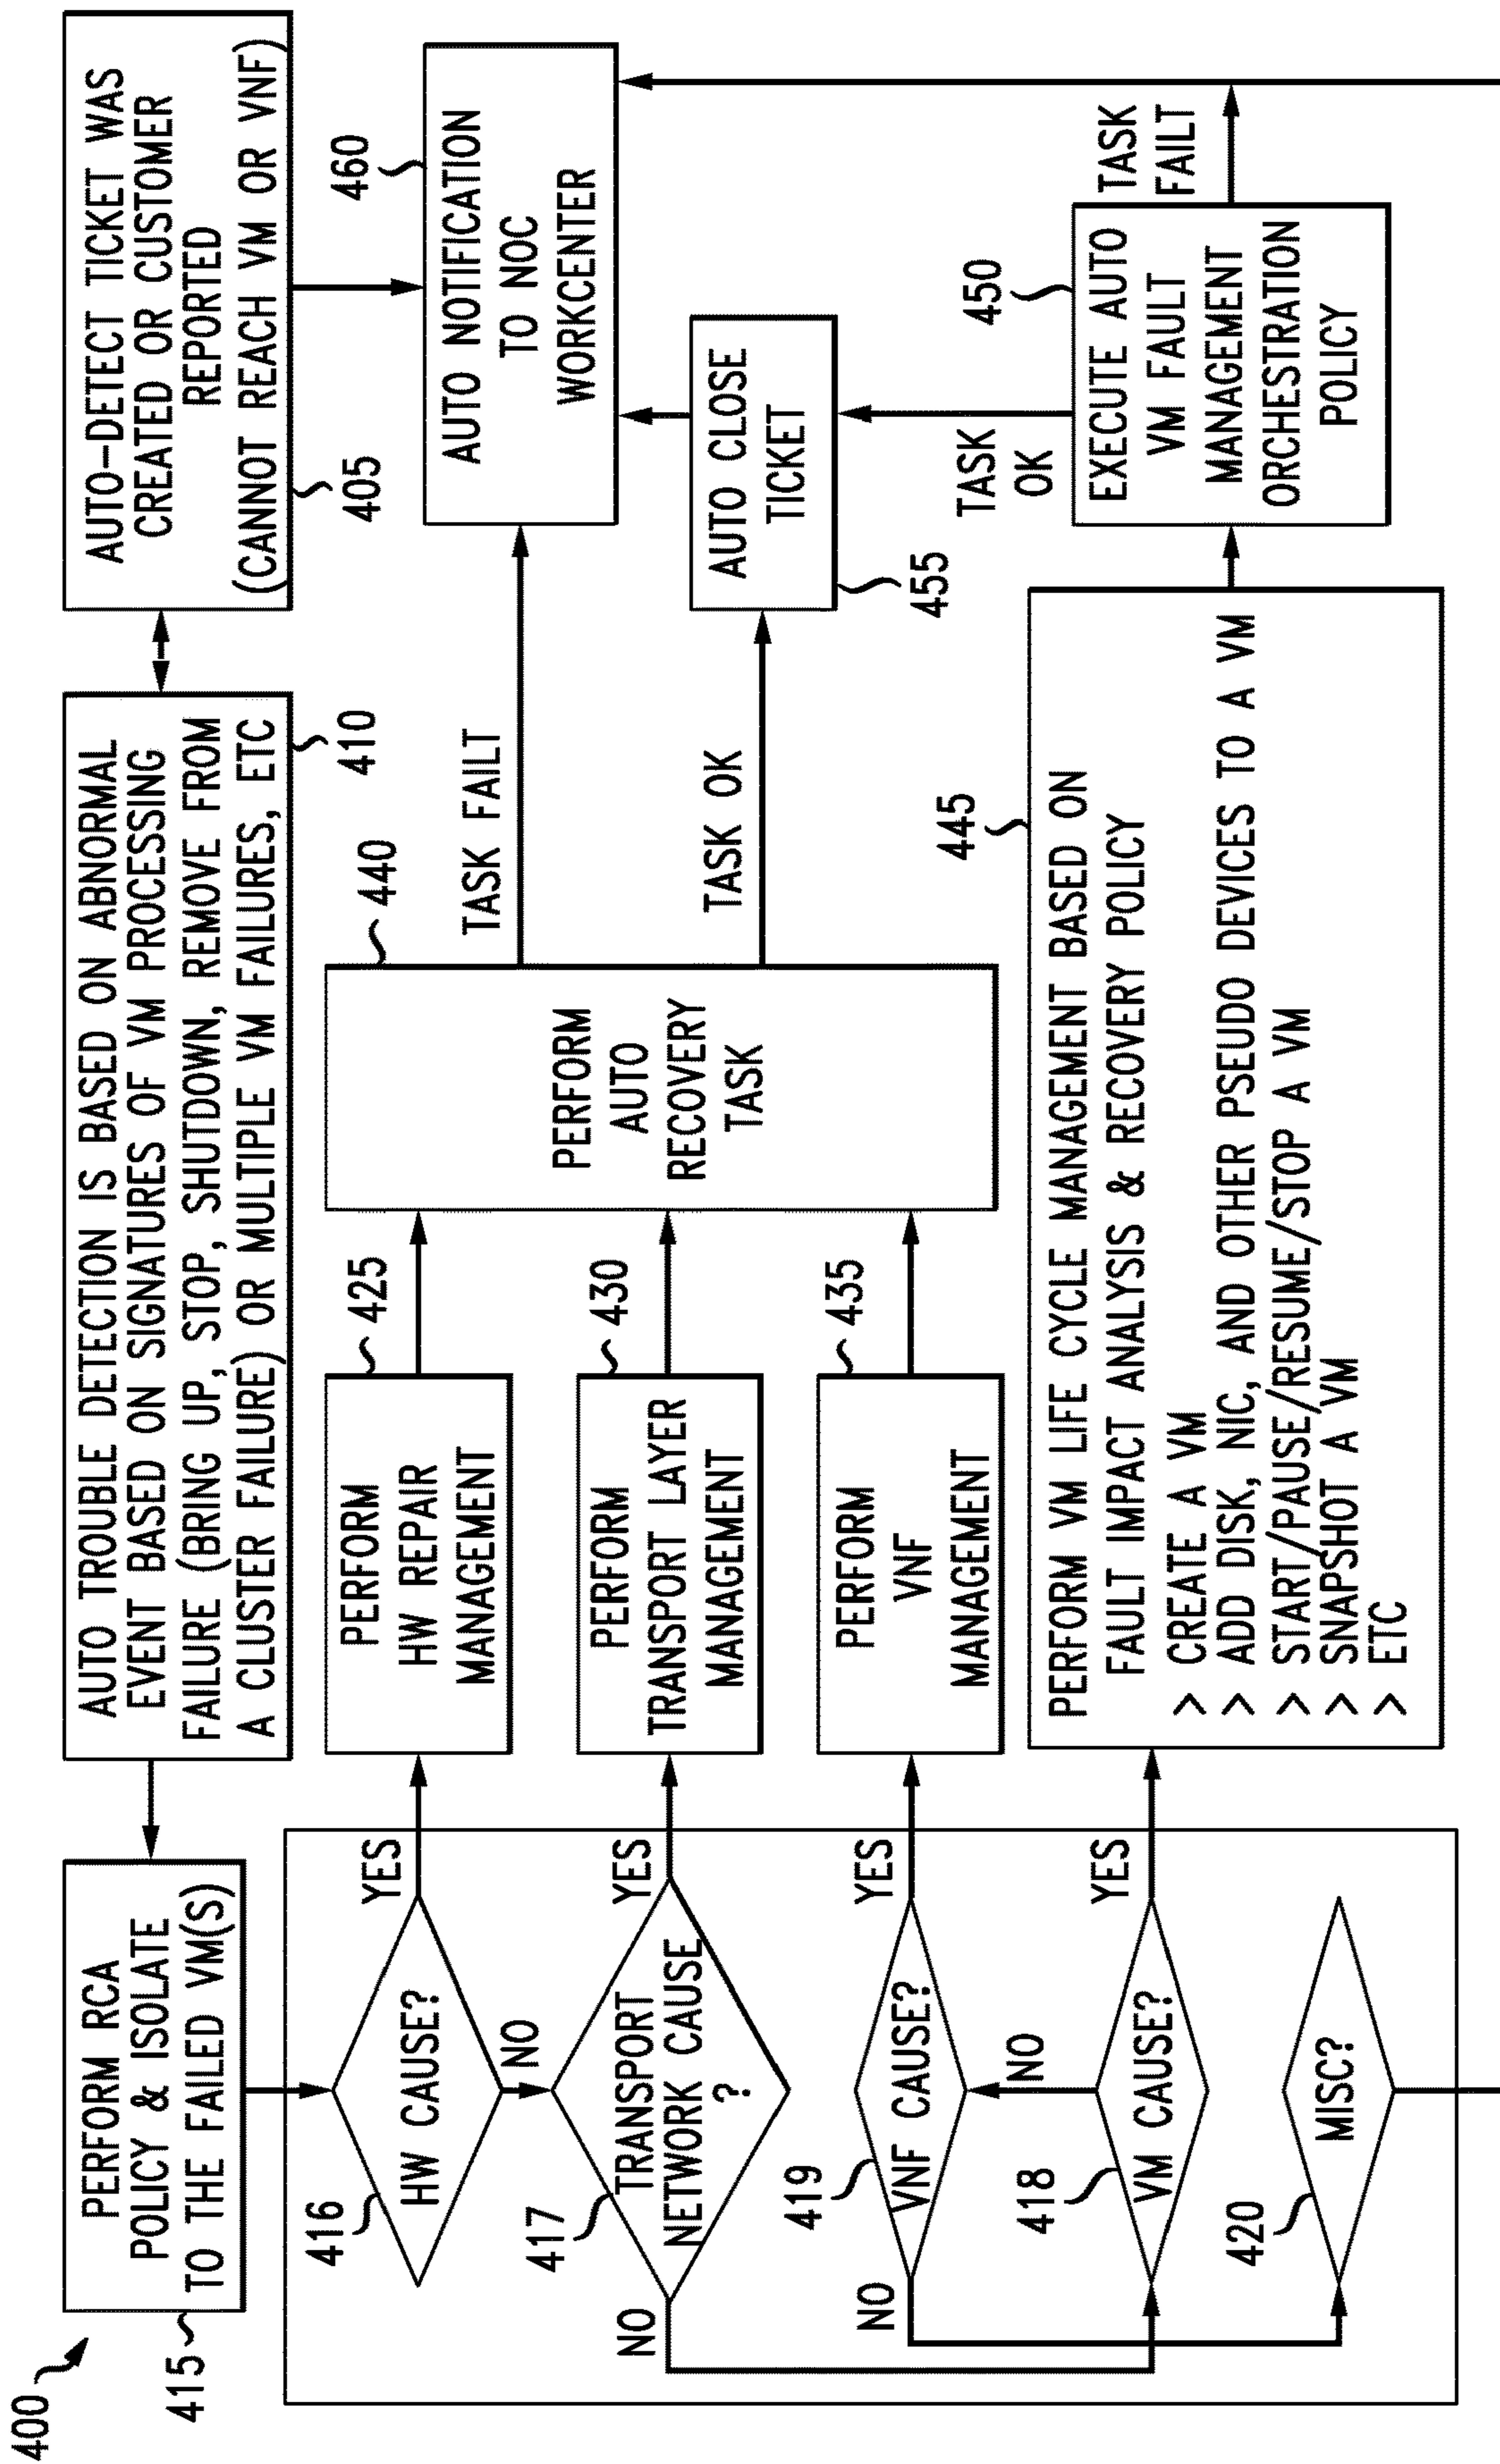 400
415
PERFORM RCA
POLICY & ISOLATE
TO THE FAILED VM(S)
AUTO TROUBLE DETECTION IS BASED ON ABNORMAL
EVENT BASED ON SIGNATURES OF VM PROCESSING
FAILURE (BRING UP, STOP, SHUTDOWN, REMOVE FROM
A CLUSTER FAILURE) OR MULTIPLE VM FAILURES, ETC
410
AUTO-DETECT TICKET WAS
CREATED OR CUSTOMER
REPORTED
(CANNOT REACH VM OR VNF)
405
416
HW CAUSE?
YES
NO
PERFORM
HW REPAIR
MANAGEMENT
425
417
TRANSPORT
NETWORK CAUSE
?
YES
NO
PERFORM
TRANSPORT LAYER
MANAGEMENT
430
419
VNF CAUSE?
YES
NO
PERFORM
VNF
MANAGEMENT
435
PERFORM
AUTO
RECOVERY
TASK
440
TASK FAILT
TASK OK
AUTO NOTIFICATION
TO NOC
WORKCENTER
460
AUTO CLOSE
TICKET
455
418
VM CAUSE?
YES
NO
PERFORM VM LIFE CYCLE MANAGEMENT BASED ON
FAULT IMPACT ANALYSIS & RECOVERY POLICY
> CREATE A VM
> ADD DISK, NIC, AND OTHER PSEUDO DEVICES TO A VM
> START/PAUSE/RESUME/STOP A VM
> SNAPSHOT A VM
> ETC
445
TASK
OK
EXECUTE AUTO
VM FAULT
MANAGEMENT
ORCHESTRATION
POLICY
450
TASK
FAILT
420
MISC?